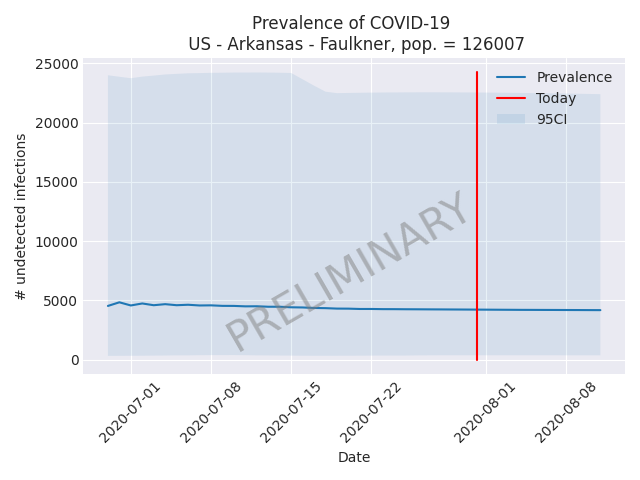 Prevalence of COVID-19
US - Arkansas - Faulkner, pop. = 126007
25000
20000
15000
10000
5000
0
# undetected infections
Prevalence
Today
95CI
PRELIMINARY
2020-07-01
2020-07-08
2020-07-15
2020-07-22
2020-08-01
2020-08-08
Date